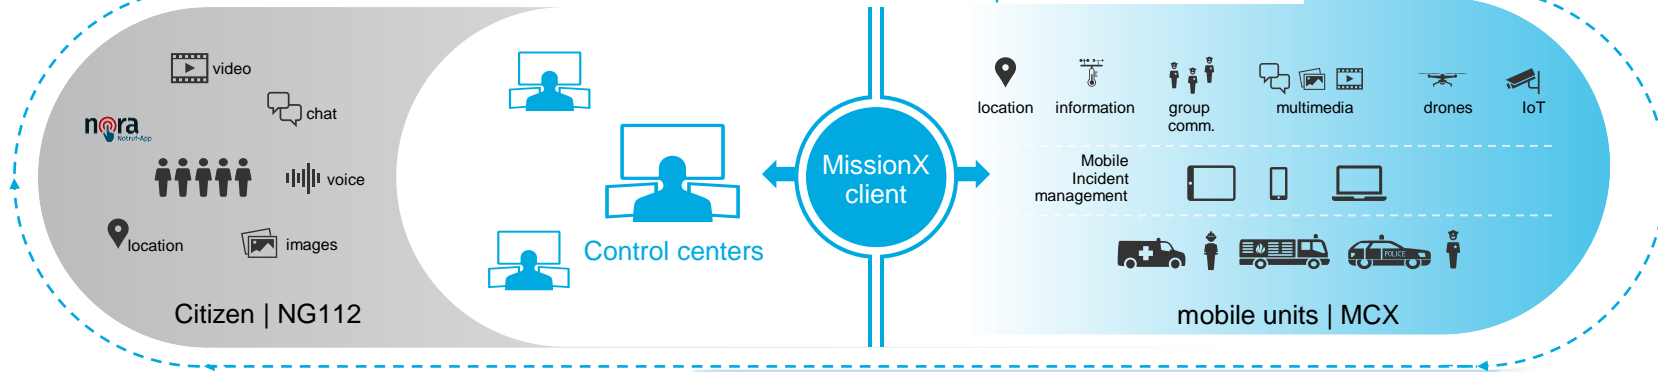 video
chat
nora
Notruf-App
voice
location
images
Citizen | NG112
Control centers
MissionX
client
location
information
group
comm.
multimedia
drones
IoT
Mobile
Incident
management
POLICE
mobile units | MCX